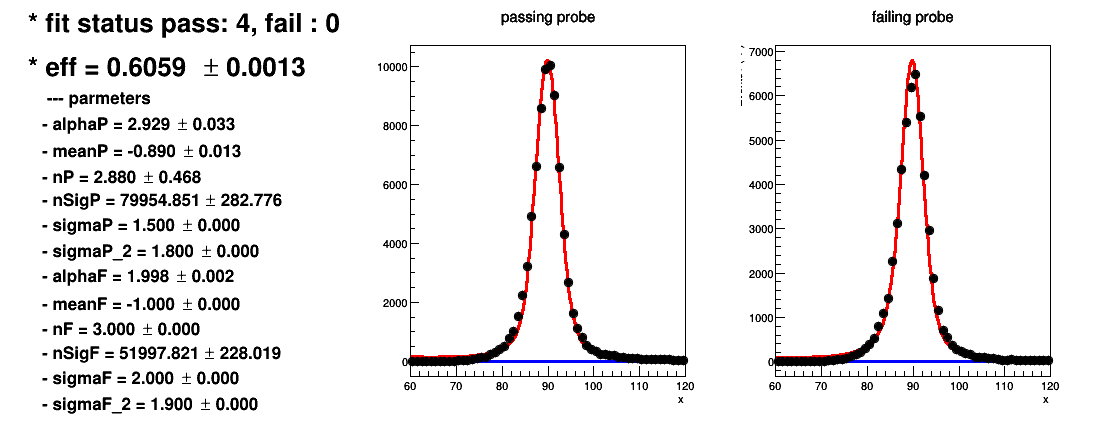 * fit status pass: 4, fail : 0
* eff = 0.6059 ± 0.0013
--- parmeters
- alphaP = 2.929 ± 0.033
- meanP = -0.890 ± 0.013
- nP = 2.880 ± 0.468
- nSigP = 79954.851 ± 282.776
- sigmaP = 1.500 ± 0.000
- sigmaP_2 = 1.800 ± 0.000
- alphaF = 1.998 ± 0.002
- meanF = -1.000 ± 0.000
- nF = 3.000 ± 0.000
- nSigF = 51997.821 ± 228.019
- sigmaF = 2.000 ± 0.000
- sigmaF_2 = 1.900 ± 0.000
passing probe
10000
8000
6000
4000
2000
0
60 70 80 90 100 110 120
x
failing probe
7000
6000
5000
4000
3000
2000
1000
0
60 70 80 90 100 110 120
x